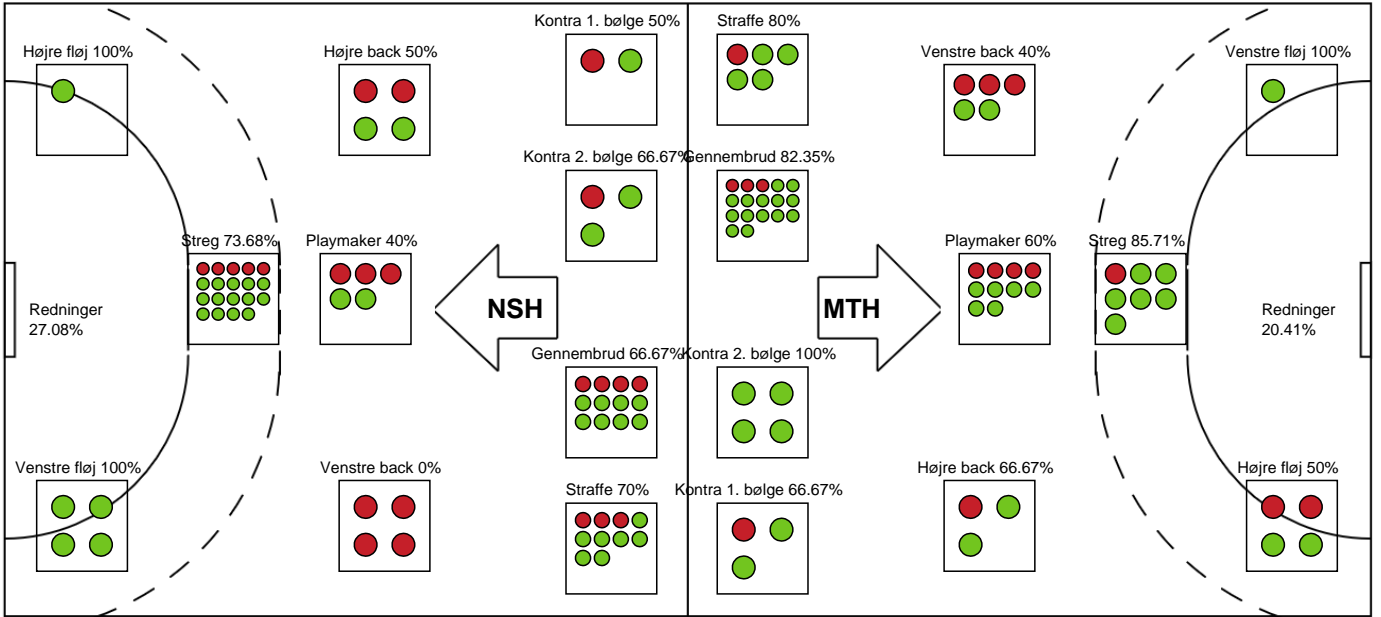 Kontra 1. bølge 50%
Straffe 80%
Højre fløj 100%
Højre back 50%
Venstre back 40%
Venstre fløj 100%
Kontra 2. bølge 66.67%
Gennembrud 82.35%
Streg 73.68%
Playmaker 40%
Playmaker 60%
Streg 85.71%
Redninger
27.08%
NSH
MTH
Redninger
20.41%
Gennembrud 66.67%
Kontra 2. bølge 100%
Venstre fløj 100%
Venstre back 0%
Straffe 70%
Kontra 1. bølge 66.67%
Højre back 66.67%
Højre fløj 50%